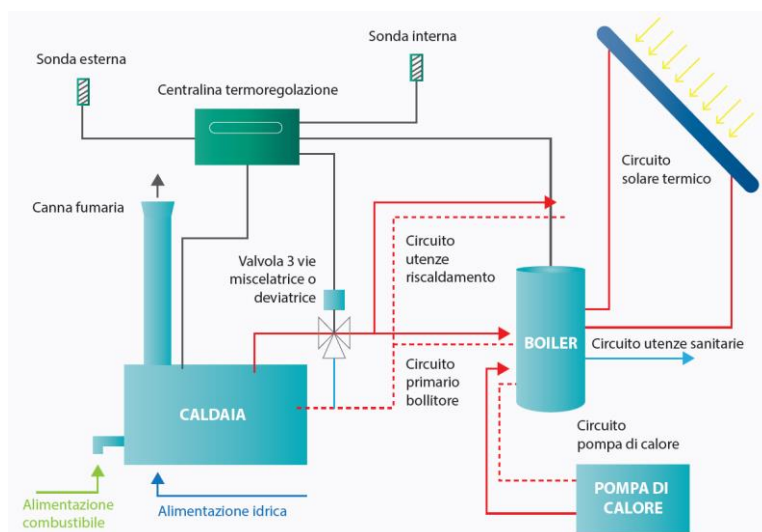 Sonda interna
Sonda esterna
Centralina termoregolazione
Circuito
solare termico
Canna fumaria
Valvola 3 vie
miscelatrice o
deviatrice
Circuito
utenze
riscaldamento
BOILER
Circuito utenze sanitarie
CALDAIA
Circuito
primario
bollitore
Circuito
pompa di calore
POMPA DI
CALORE
Alimentazione
combustibile
Alimentazione idrica